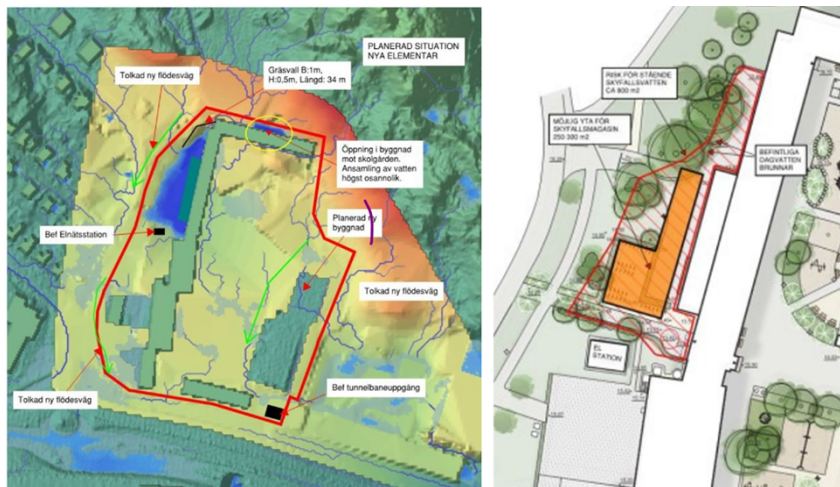 PLANERAD SITUATION
NYA ELEMENTAR
Tolkad ny flödesväg
Gräsvall B:1m,
H:0,5m, Längd: 34 m
Öppning i byggnad
mot skolgården.
Ansamling av vatten
högst osannolik.
Bef Elnätsstation
Planerad ny
byggnad
Tolkad ny flödesväg
Tolkad ny flödesväg
Bef tunnelbaneuppgång
RISK FÖR STÅENDE
SKYFALLSVATTEN
CA 900 m2
MÖJLIG YTA FÖR
SKYFALLSMAGASIN
250-300 m2
BEFINTLIGA
DAGVATTEN
BRUNNAR
EL
STATION